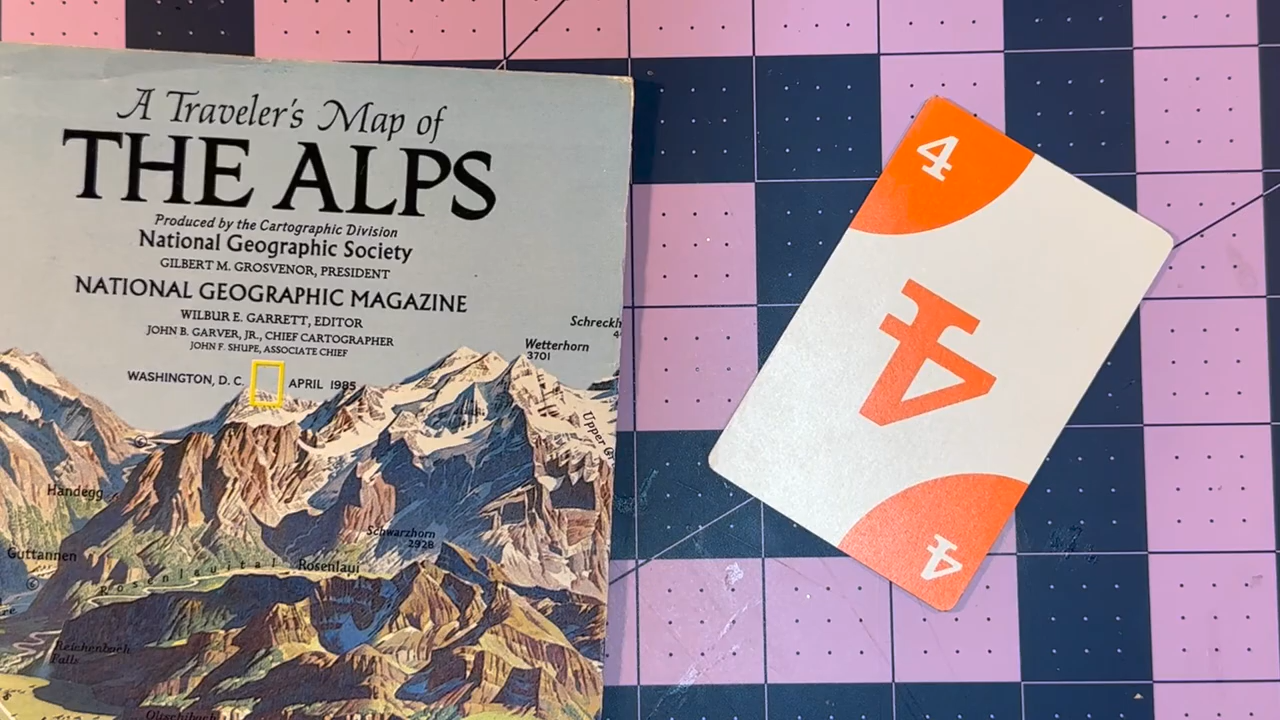 A Traveler's Map of
THE ALPS
Produced by the Cartographic Division
National Geographic Society
GILBERT M. GROSVENOR, PRESIDENT
NATIONAL GEOGRAPHIC MAGAZINE
WILBUR E. GARRETT, EDITOR
JOHN B. GARVER, JR., CHIEF CARTOGRAPHER
JOHN F. SHUPE, ASSOCIATE CHIEF
WASHINGTON, D.C. APRIL 1985
Wetterhorn
3701
Upper
Handegg
Schwarzhorn
2928
Guttannen
Rosenlauital
Rosenlaui
Reichenbach
Falls
4
4
4